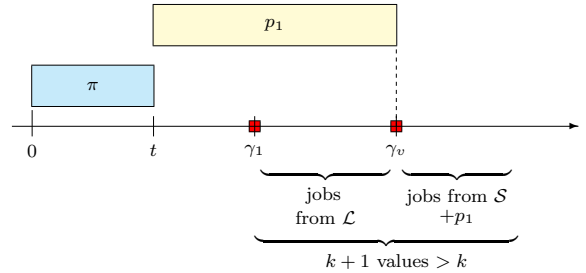 p₁
π
0 t γ₁ γᵥ
jobs
from ℒ
jobs from 𝒮
+p₁
k + 1 values > k